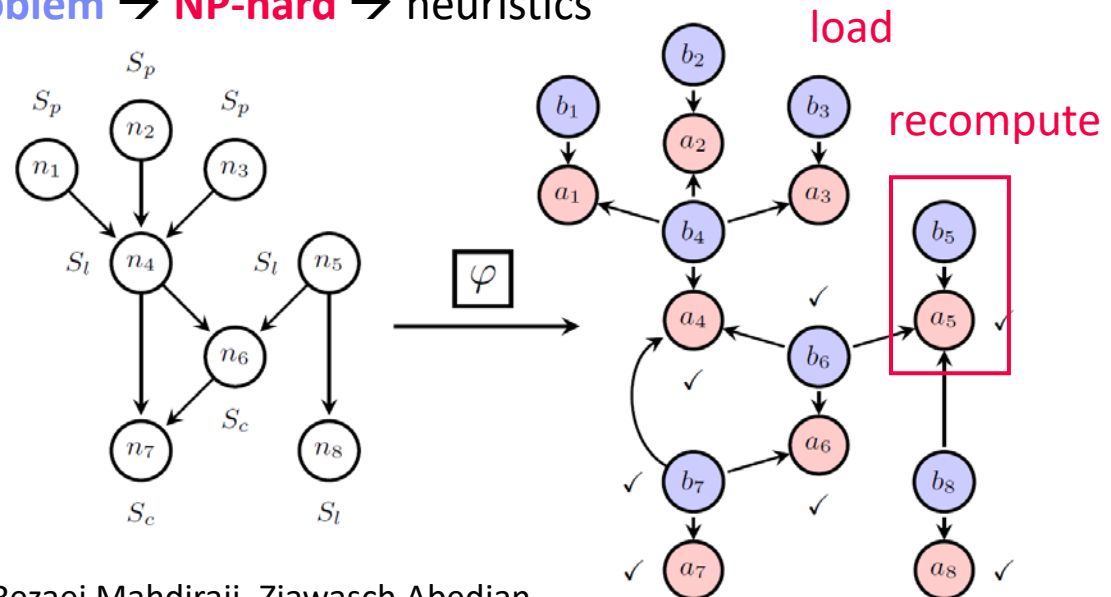 oblem → NP-hard → heuristics
load
recompute
S_p
S_p
S_p
n_1
n_2
n_3
S_l
n_4
S_l
n_5
n_6
S_c
n_7
n_8
S_c
S_l
φ
b_2
b_1
b_3
a_2
a_1
a_3
b_4
b_5
✓
a_4
a_5
✓
b_6
✓
a_6
✓
b_7
b_8
✓
✓
a_7
a_8
✓
Rezaei Mahdiraji, Ziawasch Abedjan